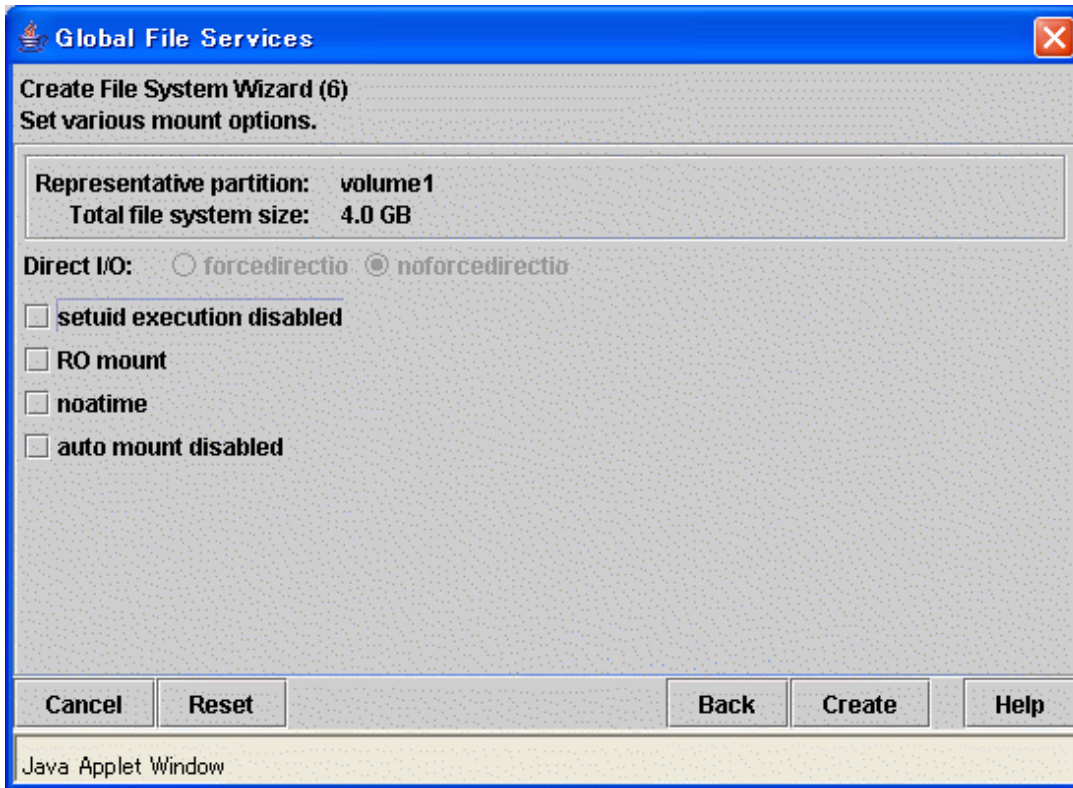 Global File Services
Create File System Wizard (6)
Set various mount options.
Representative partition: volume1
Total file system size: 4.0 GB
Direct I/O: forcedirectio noforcedirectio
setuid execution disabled
RO mount
noatime
auto mount disabled
Cancel Reset Back Create Help
Java Applet Window